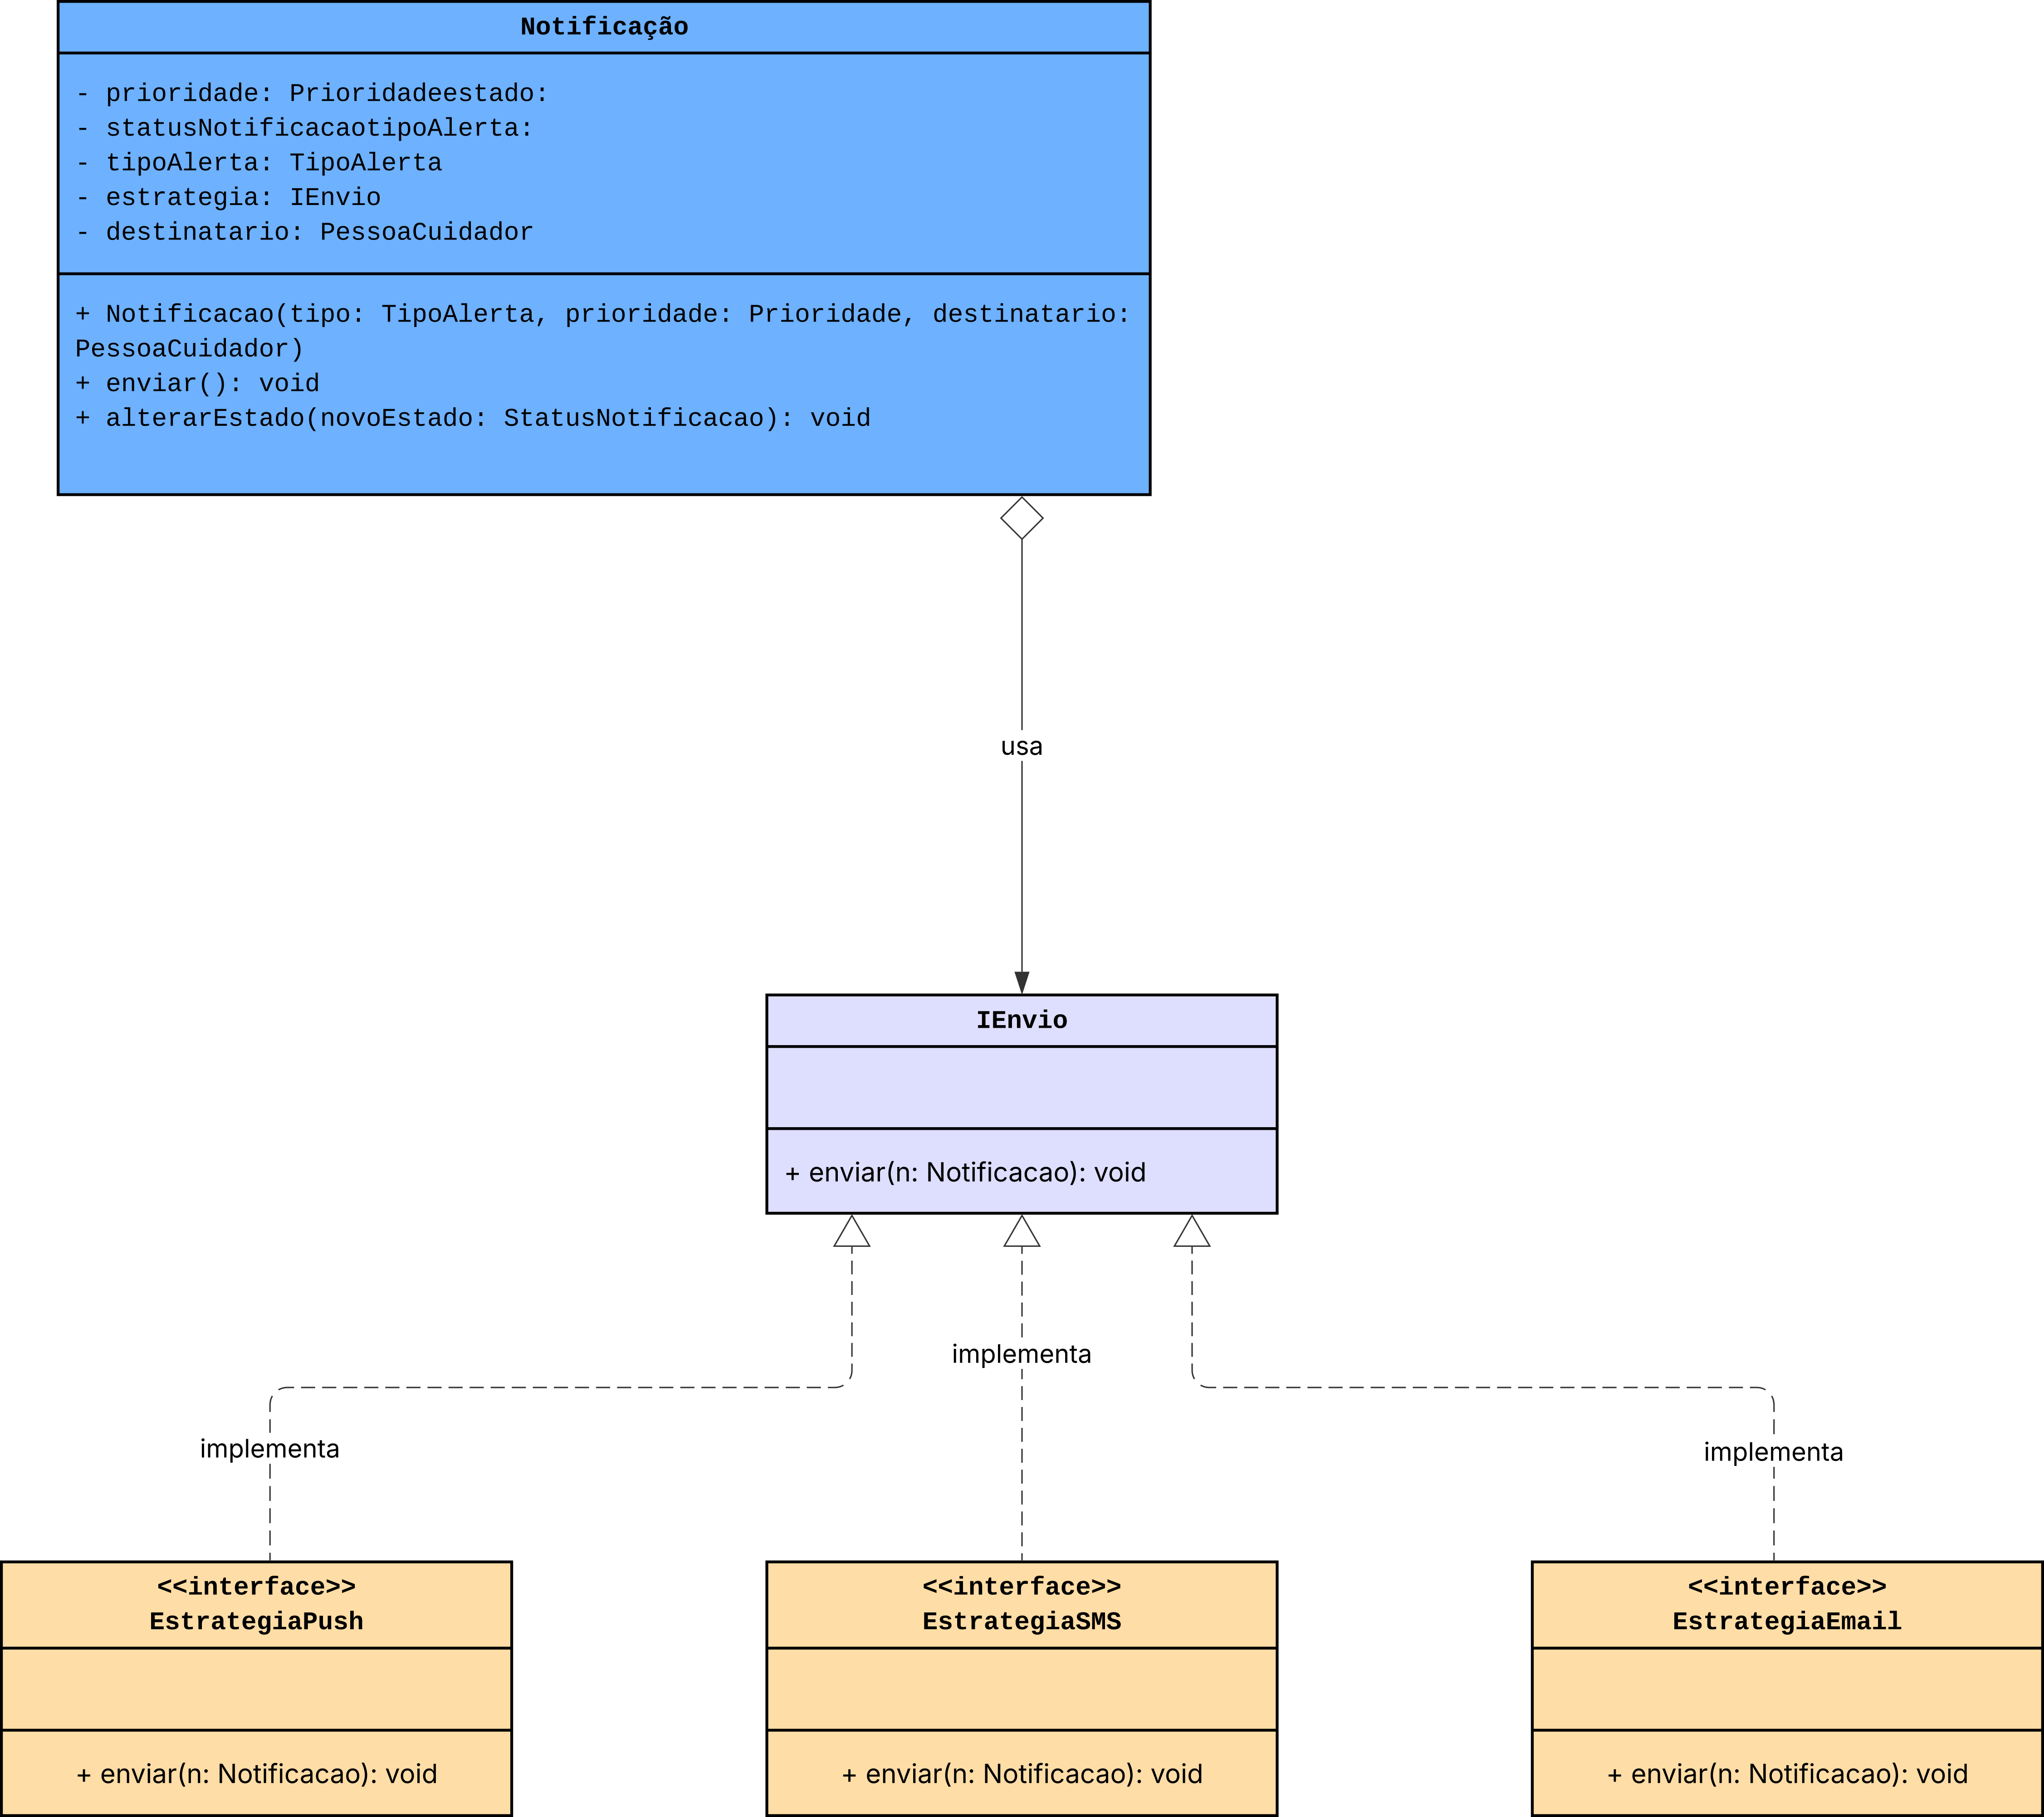 Notificação
- prioridade: Prioridadeestado:
- statusNotificacaotipoAlerta:
- tipoAlerta: TipoAlerta
- estrategia: IEnvio
- destinatario: PessoaCuidador
+ Notificacao(tipo: TipoAlerta, prioridade: Prioridade, destinatario:
PessoaCuidador)
+ enviar(): void
+ alterarEstado(novoEstado: StatusNotificacao): void
usa
IEnvio
+ enviar(n: Notificacao): void
implementa
implementa
implementa
<<interface>>
EstrategiaPush
+ enviar(n: Notificacao): void
<<interface>>
EstrategiaSMS
+ enviar(n: Notificacao): void
<<interface>>
EstrategiaEmail
+ enviar(n: Notificacao): void